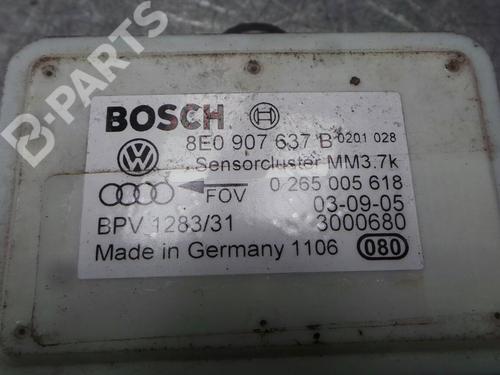 B-PARTS
BOSCH
8E0 907 637 B 0201 028
Sensorcluster MM3.7k
FOV 0 265 005 618
03-09-05
BPV 1283/31 3000680
Made in Germany 1106 080